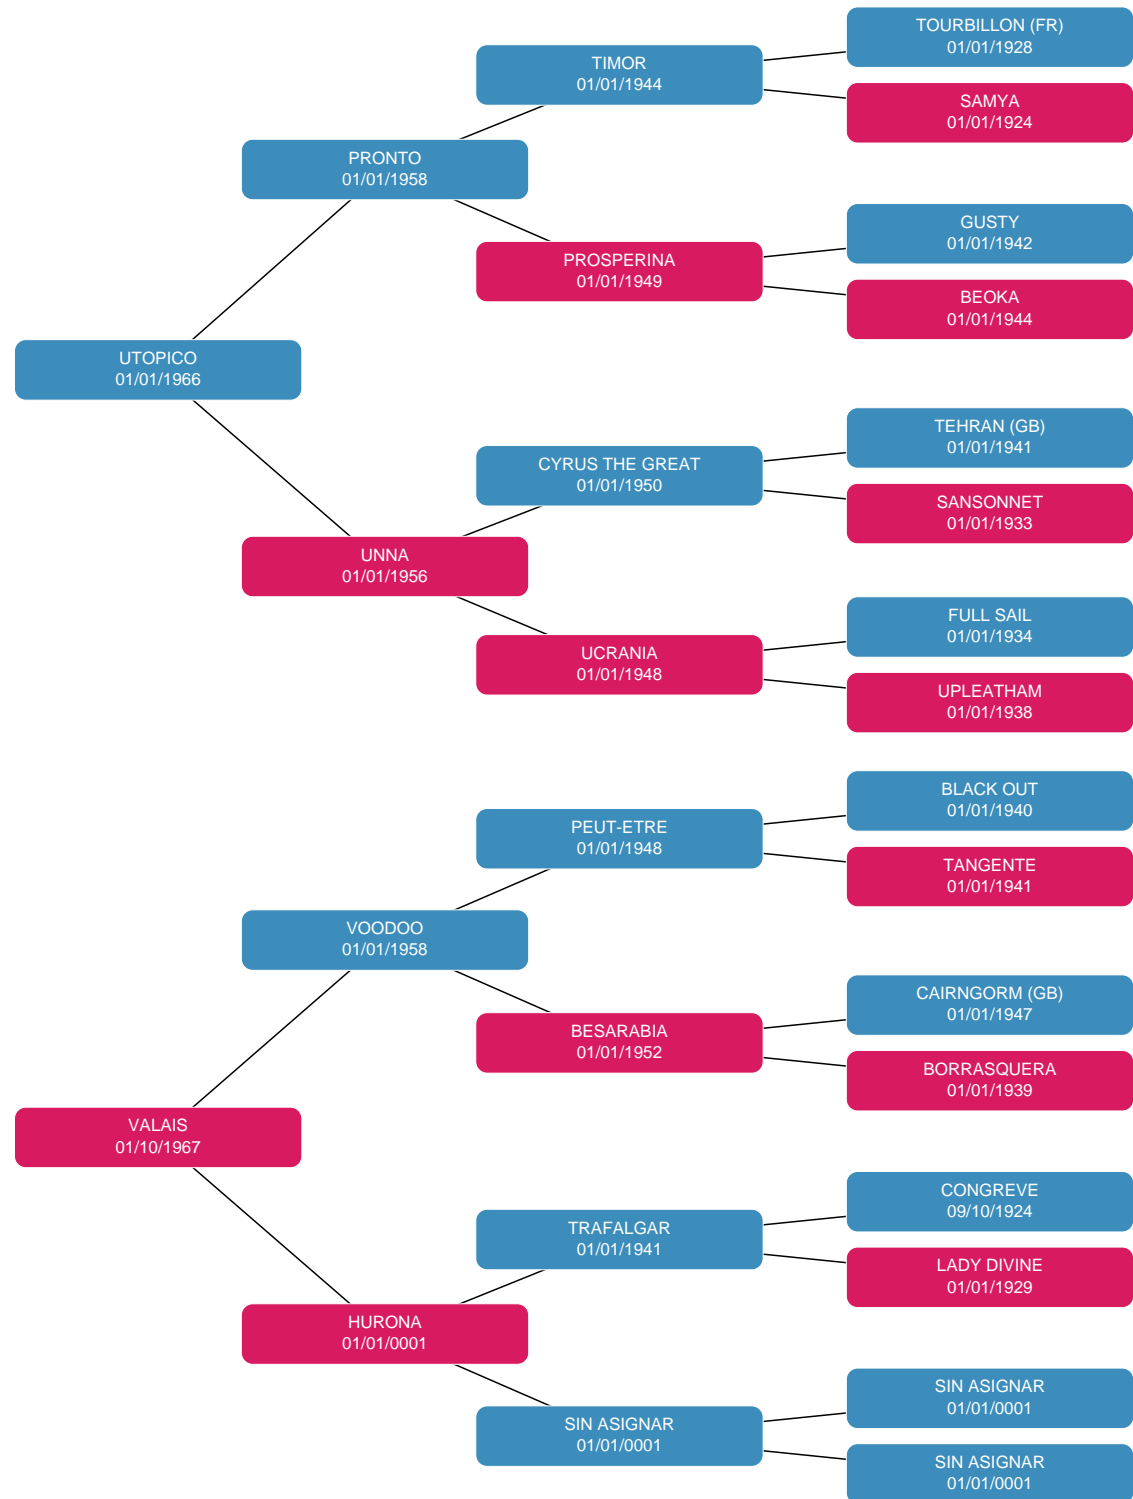 TOURBILLON (FR)
01/01/1928
TIMOR
01/01/1944
SAMYA
01/01/1924
PRONTO
01/01/1958
GUSTY
01/01/1942
PROSPERINA
01/01/1949
BEOKA
01/01/1944
UTOPICO
01/01/1966
TEHRAN (GB)
01/01/1941
CYRUS THE GREAT
01/01/1950
SANSONNET
01/01/1933
UNNA
01/01/1956
FULL SAIL
01/01/1934
UCRANIA
01/01/1948
UPLEATHAM
01/01/1938
BLACK OUT
01/01/1940
PEUT-ETRE
01/01/1948
TANGENTE
01/01/1941
VOODOO
01/01/1958
CAIRNGORM (GB)
01/01/1947
BESARABIA
01/01/1952
BORRASQUERA
01/01/1939
VALAIS
01/10/1967
CONGREVE
09/10/1924
TRAFALGAR
01/01/1941
LADY DIVINE
01/01/1929
HURONA
01/01/0001
SIN ASIGNAR
01/01/0001
SIN ASIGNAR
01/01/0001
SIN ASIGNAR
01/01/0001